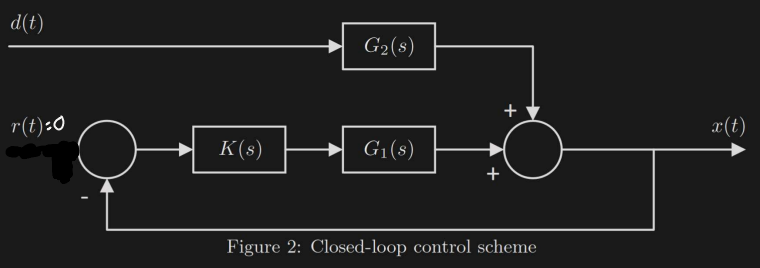 d(t)
G₂(s)
+
r(t):0
K(s)
G₁(s)
+
x(t)
-
Figure 2: Closed-loop control scheme